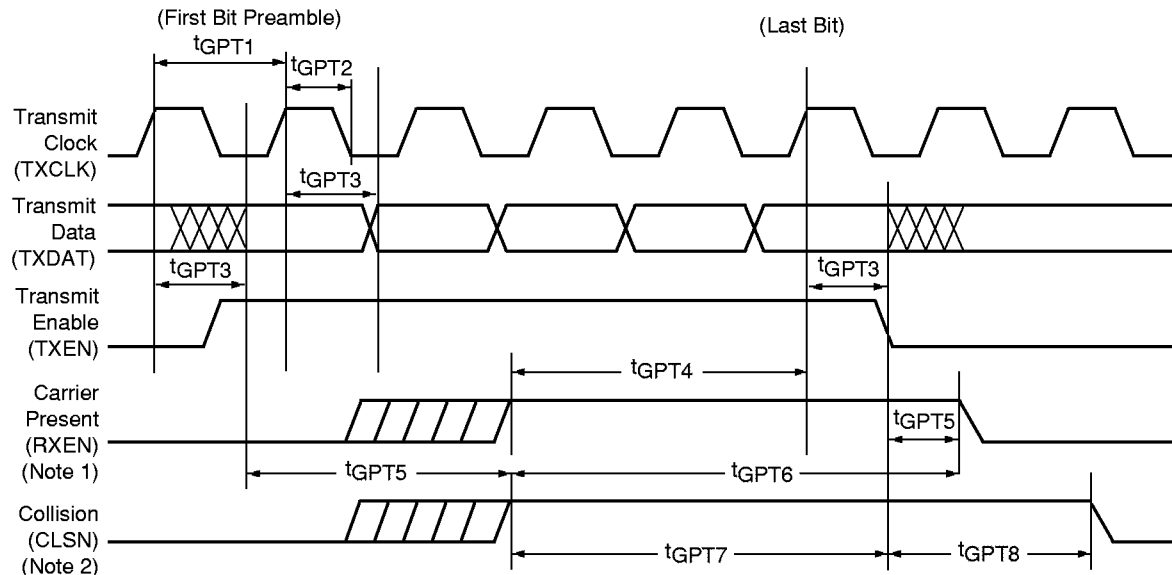 (First Bit Preamble)
(Last Bit)
tGPT1
tGPT2
Transmit
Clock
(TXCLK)
tGPT3
Transmit
Data
(TXDAT)
tGPT3
tGPT3
Transmit
Enable
(TXEN)
tGPT4
Carrier
Present
(RXEN)
(Note 1)
tGPT5
tGPT5
tGPT6
Collision
(CLSN)
(Note 2)
tGPT7
tGPT8